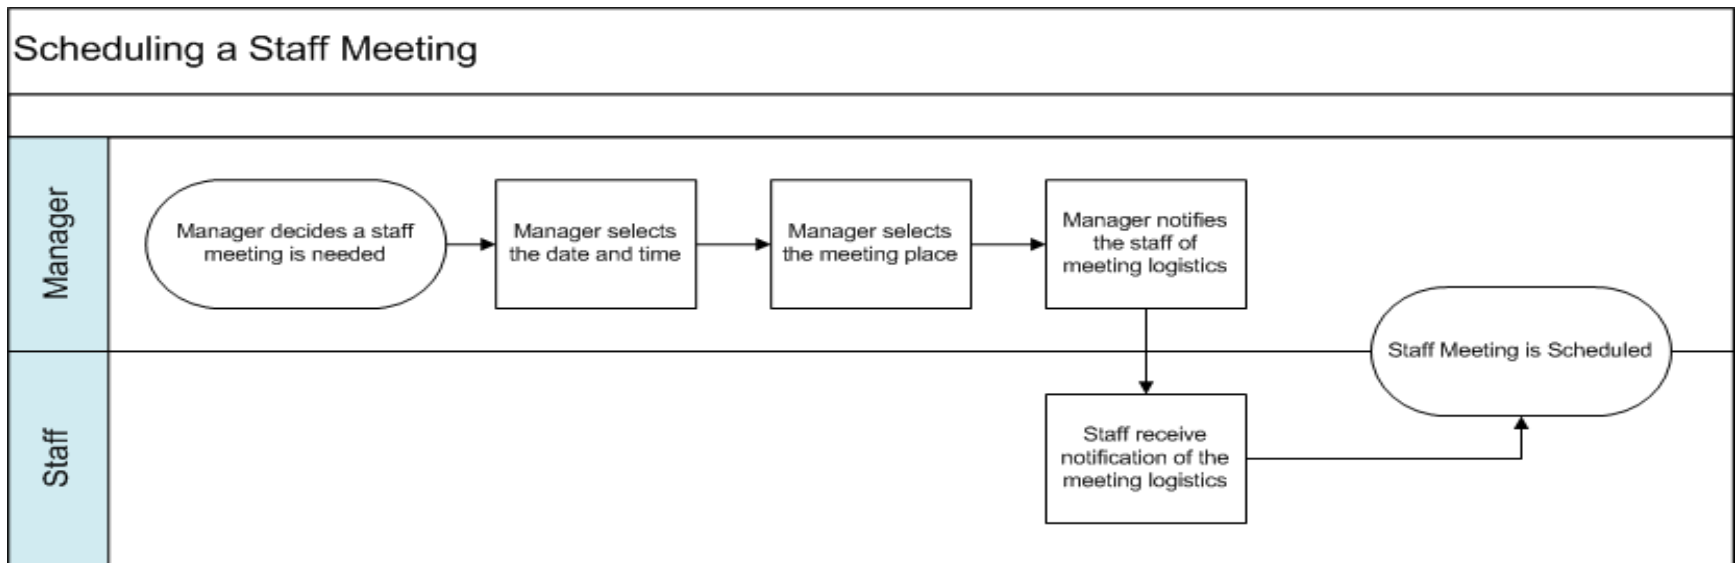 Scheduling a Staff Meeting
Manager
Manager decides a staff
meeting is needed
Manager selects
the date and time
Manager selects
the meeting place
Manager notifies
the staff of
meeting logistics
Staff Meeting is Scheduled
Staff
Staff receive
notification of the
meeting logistics